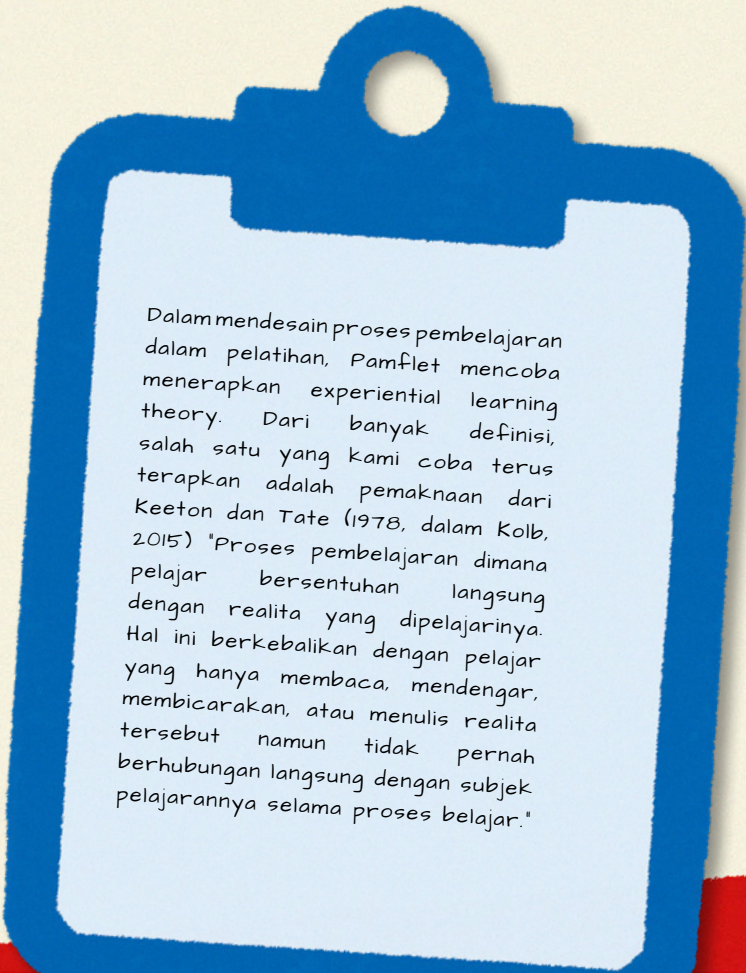 Dalam mendesain proses pembelajaran
dalam pelatihan, Pamflet mencoba
menerapkan experiential learning
theory. Dari banyak definisi,
salah satu yang kami coba terus
terapkan adalah pemaknaan dari
Keeton dan Tate (1978, dalam Kolb,
2015) "Proses pembelajaran dimana
pelajar bersentuhan langsung
dengan realita yang dipelajarinya.
Hal ini berkebalikan dengan pelajar
yang hanya membaca, mendengar,
membicarakan, atau menulis realita
tersebut namun tidak pernah
berhubungan langsung dengan subjek
pelajarannya selama proses belajar."